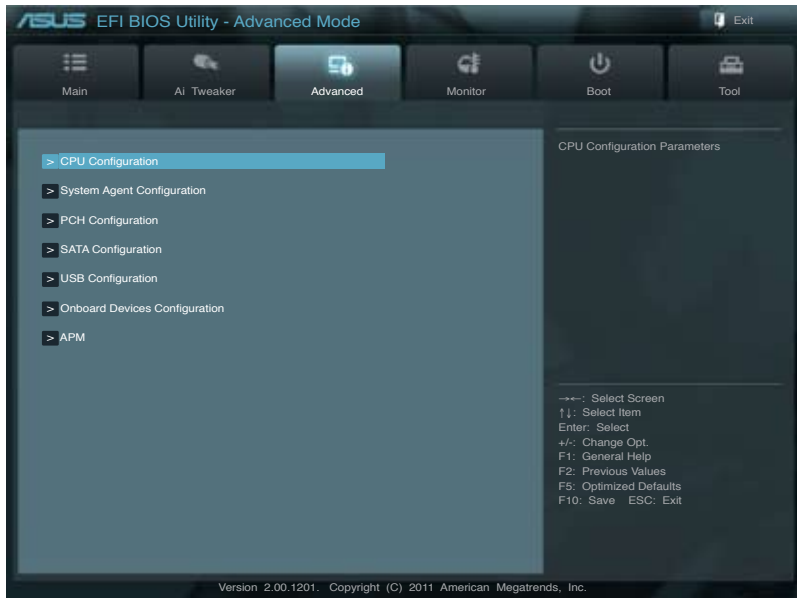 ASUS EFI BIOS Utility - Advanced Mode
Exit
Main
Ai Tweaker
Advanced
Monitor
Boot
Tool
> CPU Configuration
> System Agent Configuration
> PCH Configuration
> SATA Configuration
> USB Configuration
> Onboard Devices Configuration
> APM
CPU Configuration Parameters
→←: Select Screen
↑↓: Select Item
Enter: Select
+/-: Change Opt.
F1: General Help
F2: Previous Values
F5: Optimized Defaults
F10: Save ESC: Exit
Version 2.00.1201. Copyright (C) 2011 American Megatrends, Inc.